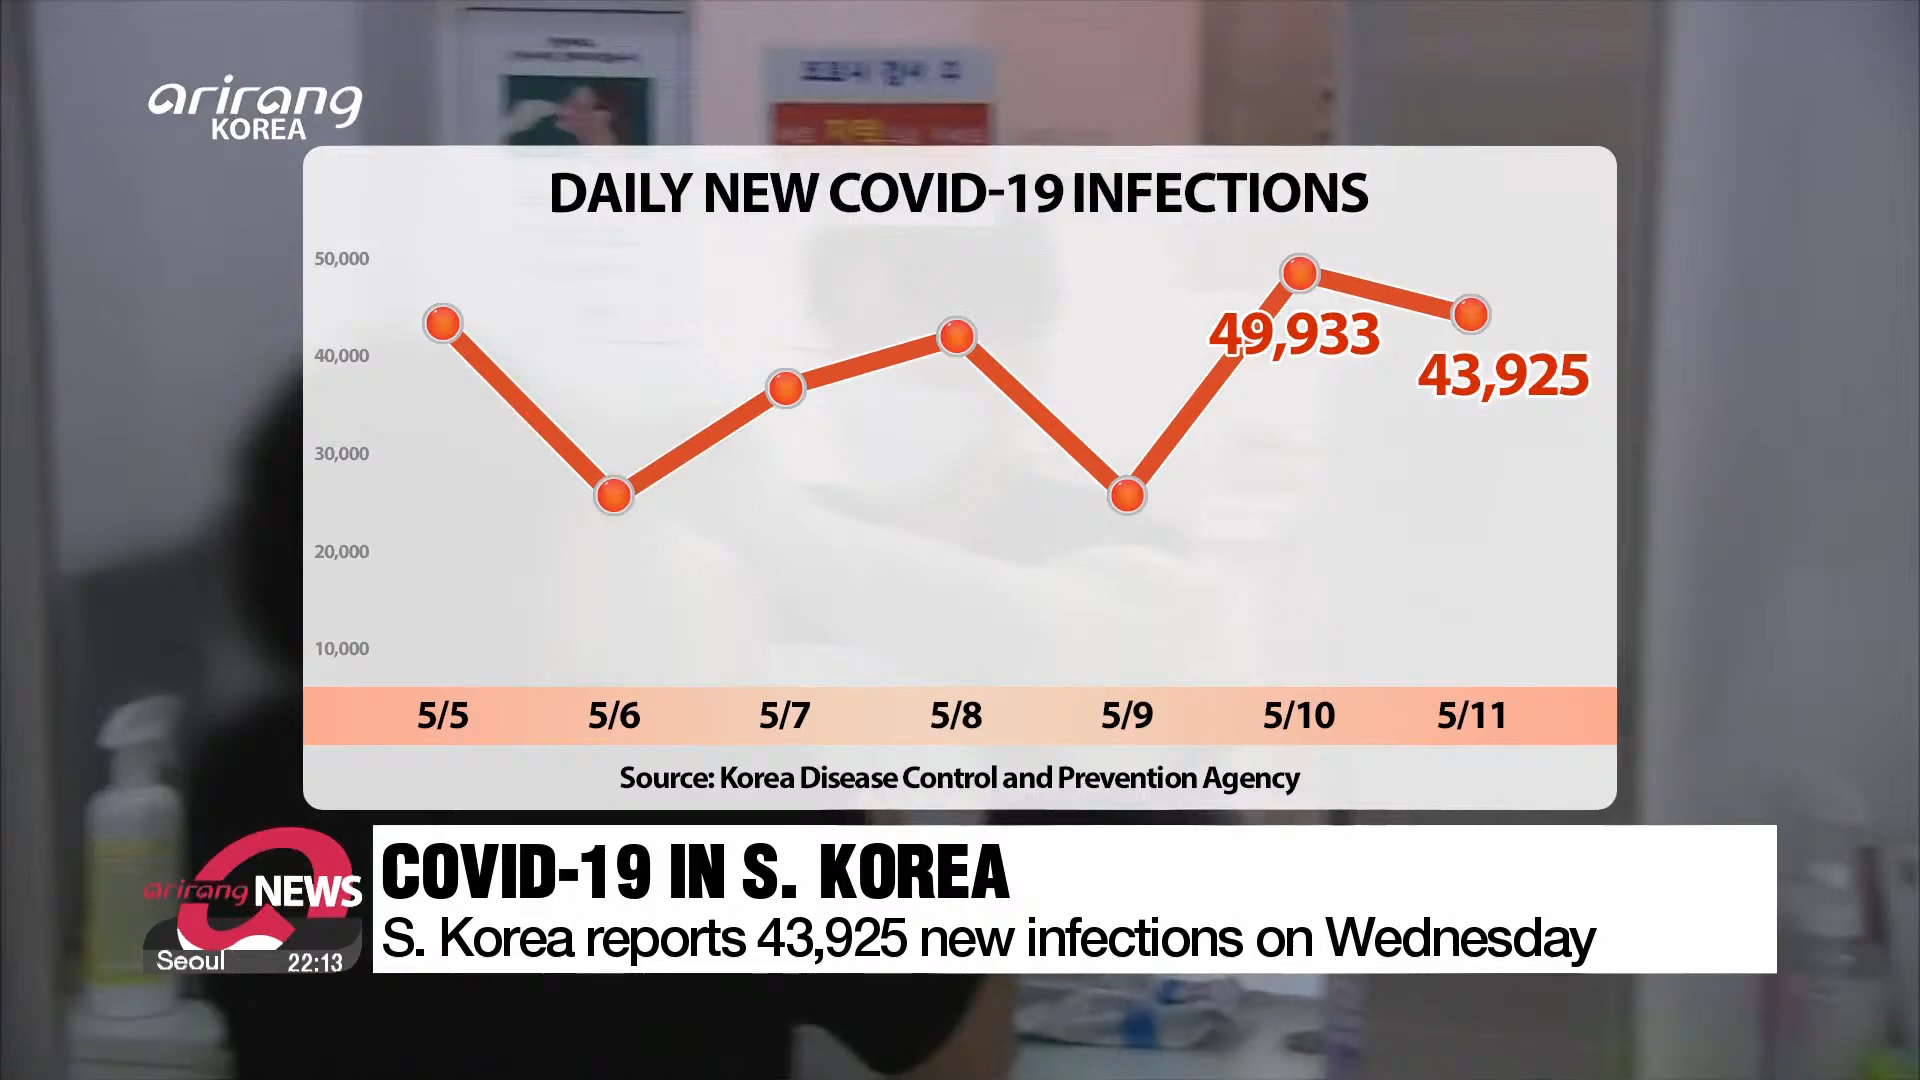 arirang
KOREA
DAILY NEW COVID-19 INFECTIONS
50,000
40,000
30,000
20,000
10,000
49,933
43,925
5/5 5/6 5/7 5/8 5/9 5/10 5/11
Source: Korea Disease Control and Prevention Agency
arirang NEWS
Seoul 22:13
COVID-19 IN S. KOREA
S. Korea reports 43,925 new infections on Wednesday